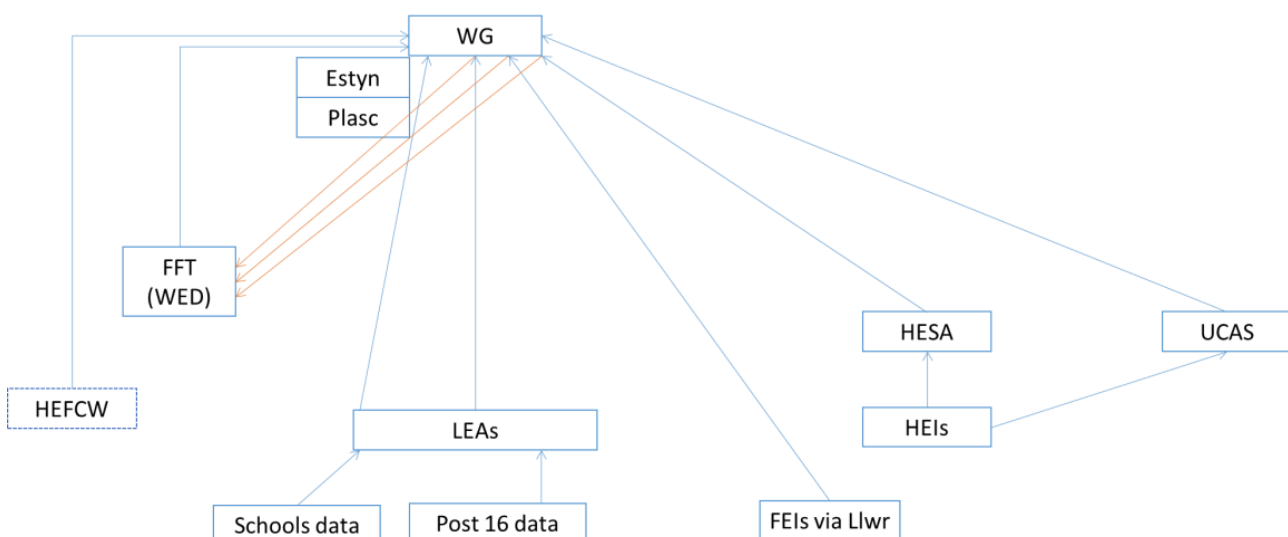 WG
Estyn
Plasc
FFT
(WED)
HESA
UCAS
HEFCW
LEAs
HEIs
Schools data
Post 16 data
FEIs via Llwr